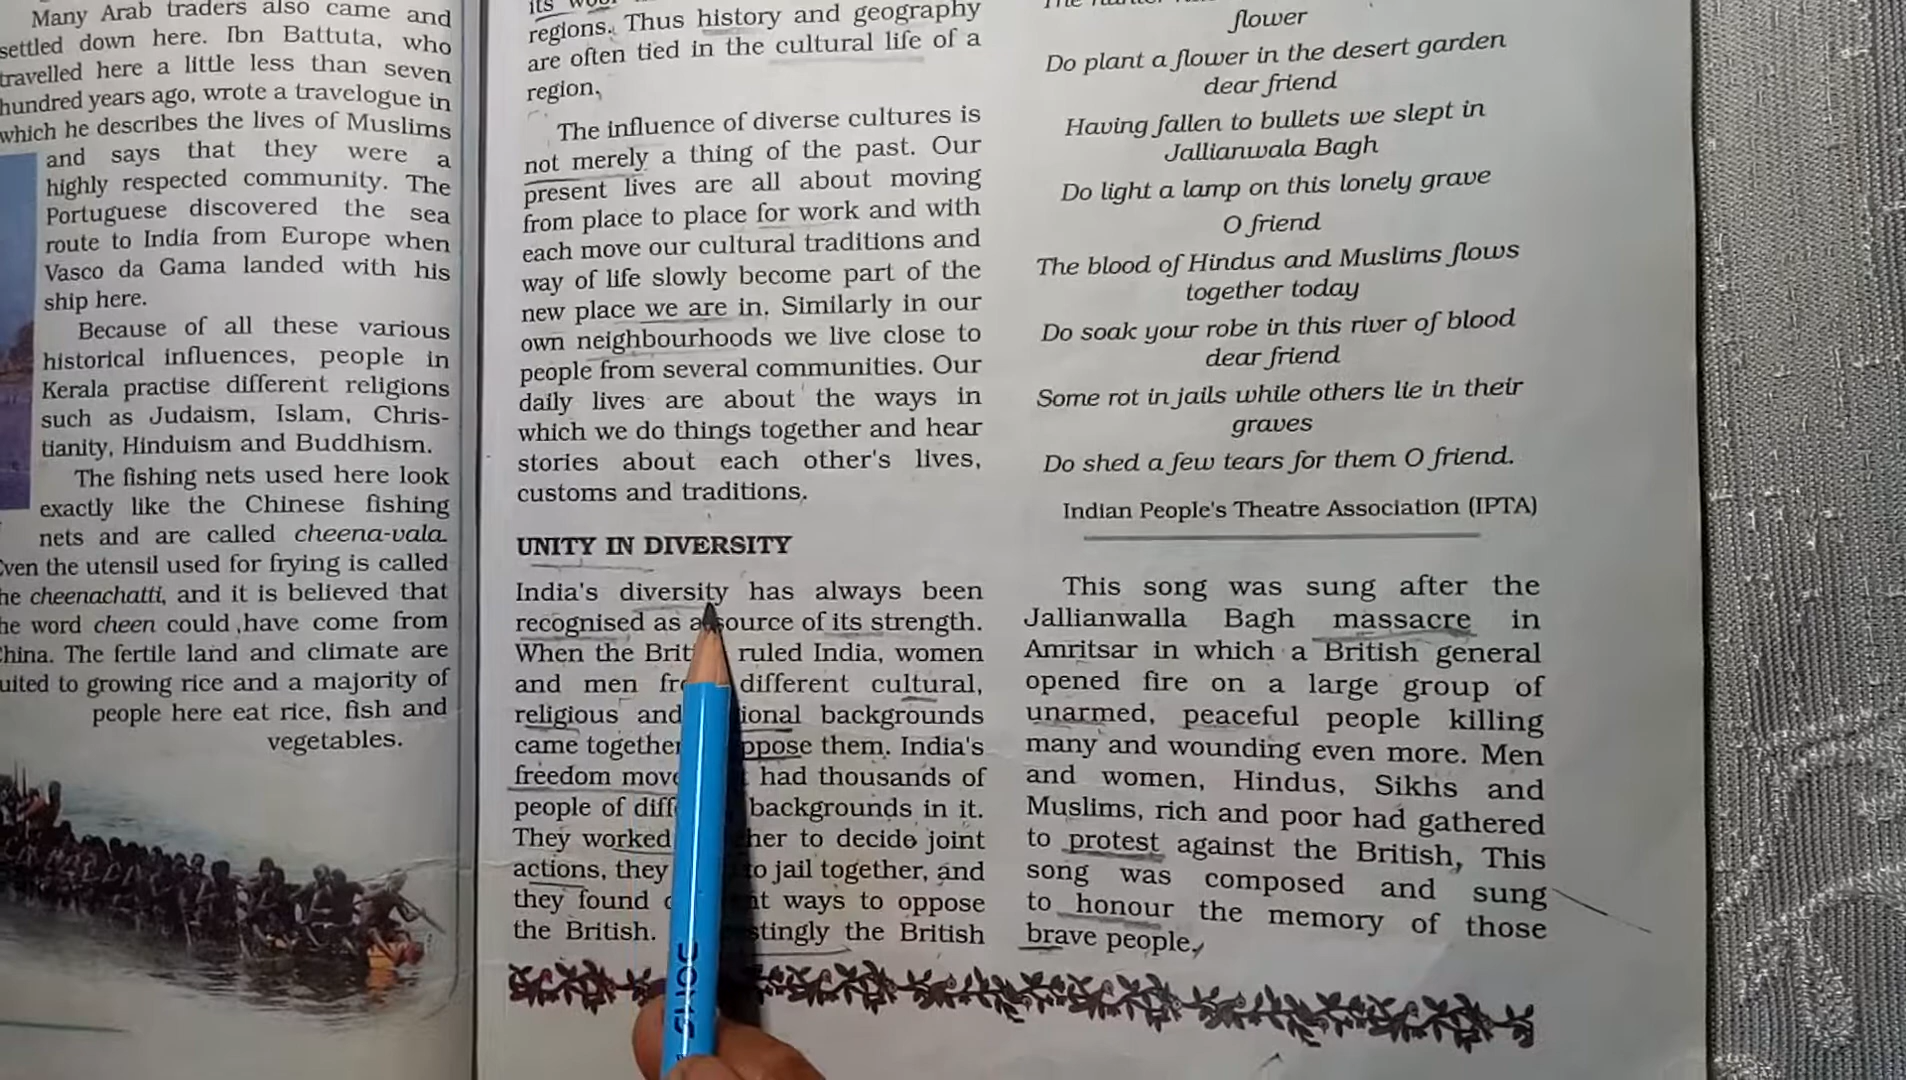 Many Arab traders also came and
settled down here. Ibn Battuta, who
travelled here a little less than seven
hundred years ago, wrote a travelogue in
which he describes the lives of Muslims
and says that they were a
highly respected community. The
Portuguese discovered the sea
route to India from Europe when
Vasco da Gama landed with his
ship here.
Because of all these various
historical influences, people in
Kerala practise different religions
such as Judaism, Islam, Chris-
tianity, Hinduism and Buddhism.
The fishing nets used here look
exactly like the Chinese fishing
nets and are called cheena-vala.
Even the utensil used for frying is called
the cheenachatti, and it is believed that
the word cheen could have come from
China. The fertile land and climate are
suited to growing rice and a majority of
people here eat rice, fish and
vegetables.
its wool
regions. Thus history and geography
are often tied in the cultural life of a
region.
The influence of diverse cultures is
not merely a thing of the past. Our
present lives are all about moving
from place to place for work and with
each move our cultural traditions and
way of life slowly become part of the
new place we are in. Similarly in our
own neighbourhoods we live close to
people from several communities. Our
daily lives are about the ways in
which we do things together and hear
stories about each other's lives,
customs and traditions.
UNITY IN DIVERSITY
India's diversity has always been
recognised as a source of its strength.
When the ruled India, women
and men different cultural,
religious and backgrounds
came together them. India's
freedom had thousands of
people of backgrounds in it.
They worked to decide joint
actions, they to jail together, and
they found ways to oppose
the British. the British
flower
Do plant a flower in the desert garden
dear friend
Having fallen to bullets we slept in
Jallianwala Bagh
Do light a lamp on this lonely grave
O friend
The blood of Hindus and Muslims flows
together today
Do soak your robe in this river of blood
dear friend
Some rot in jails while others lie in their
graves
Do shed a few tears for them O friend.
Indian People's Theatre Association (IPTA)
This song was sung after the
Jallianwalla Bagh massacre in
Amritsar in which a British general
opened fire on a large group of
unarmed, peaceful people killing
many and wounding even more. Men
and women, Hindus, Sikhs and
Muslims, rich and poor had gathered
to protest against the British, This
song was composed and sung
to honour the memory of those
brave people,